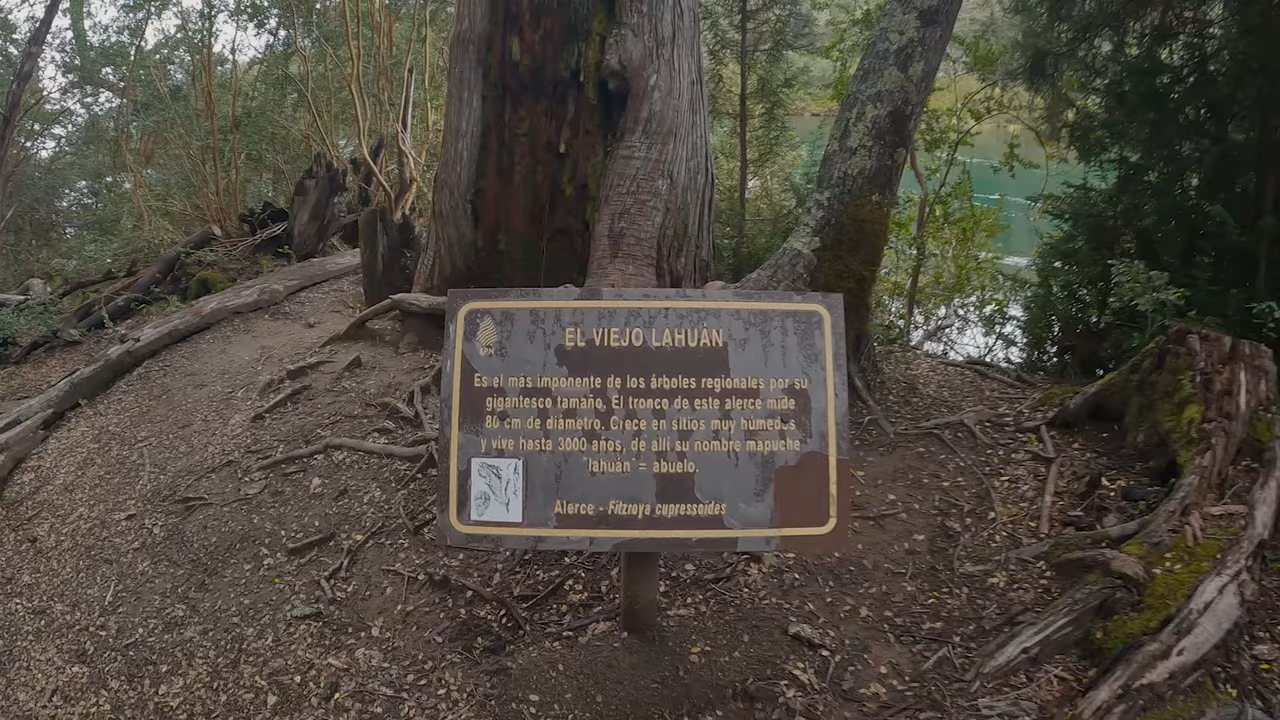 APN
EL VIEJO LAHUÁN
Es el más imponente de los árboles regionales por su
gigantesco tamaño. El tronco de este alerce mide
80 cm de diámetro. Crece en sitios muy húmedos
y vive hasta 3000 años, de allí su nombre mapuche
"lahuán" = abuelo.
Alerce - Fitzroya cupressoides